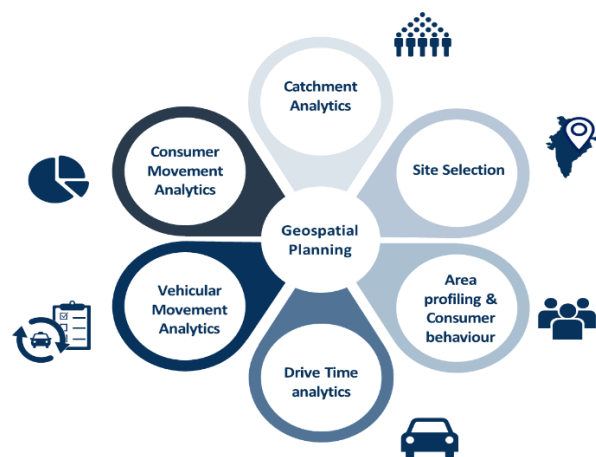 Catchment
Analytics
Site Selection
Area
profiling &
Consumer
behaviour
Drive Time
analytics
Vehicular
Movement
Analytics
Consumer
Movement
Analytics
Geospatial
Planning